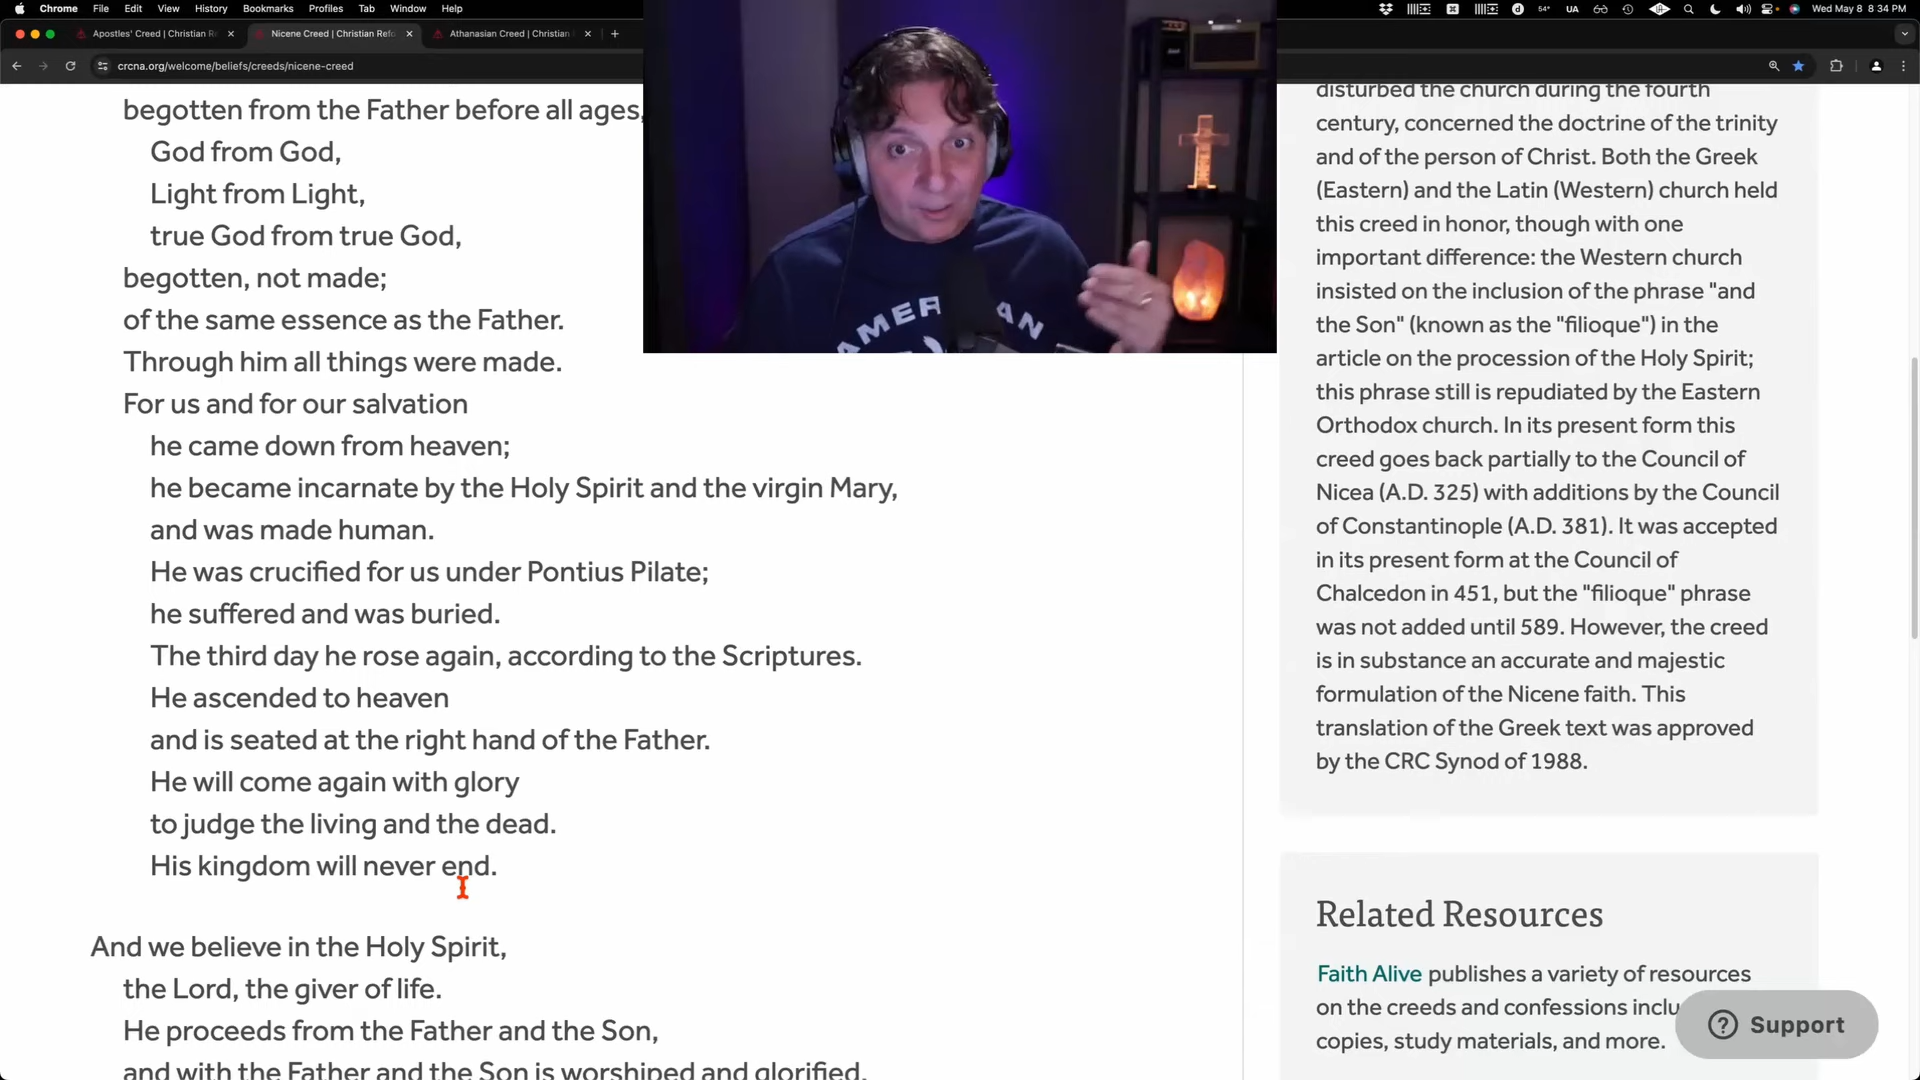 Chrome File Edit View History Bookmarks Profiles Tab Window Help
54° UA Wed May 8 8:34 PM
Apostles' Creed | Christian Re
Nicene Creed | Christian Refo
Athanasian Creed | Christian
crcna.org/welcome/beliefs/creeds/nicene-creed
begotten from the Father before all ages,
God from God,
Light from Light,
true God from true God,
begotten, not made;
of the same essence as the Father.
Through him all things were made.
For us and for our salvation
he came down from heaven;
he became incarnate by the Holy Spirit and the virgin Mary,
and was made human.
He was crucified for us under Pontius Pilate;
he suffered and was buried.
The third day he rose again, according to the Scriptures.
He ascended to heaven
and is seated at the right hand of the Father.
He will come again with glory
to judge the living and the dead.
His kingdom will never end.
And we believe in the Holy Spirit,
the Lord, the giver of life.
He proceeds from the Father and the Son,
and with the Father and the Son is worshiped and glorified.
AMER AN
disturbed the church during the fourth
century, concerned the doctrine of the trinity
and of the person of Christ. Both the Greek
(Eastern) and the Latin (Western) church held
this creed in honor, though with one
important difference: the Western church
insisted on the inclusion of the phrase "and
the Son" (known as the "filioque") in the
article on the procession of the Holy Spirit;
this phrase still is repudiated by the Eastern
Orthodox church. In its present form this
creed goes back partially to the Council of
Nicea (A.D. 325) with additions by the Council
of Constantinople (A.D. 381). It was accepted
in its present form at the Council of
Chalcedon in 451, but the "filioque" phrase
was not added until 589. However, the creed
is in substance an accurate and majestic
formulation of the Nicene faith. This
translation of the Greek text was approved
by the CRC Synod of 1988.
Related Resources
Faith Alive publishes a variety of resources
on the creeds and confessions inclu
copies, study materials, and more.
Support